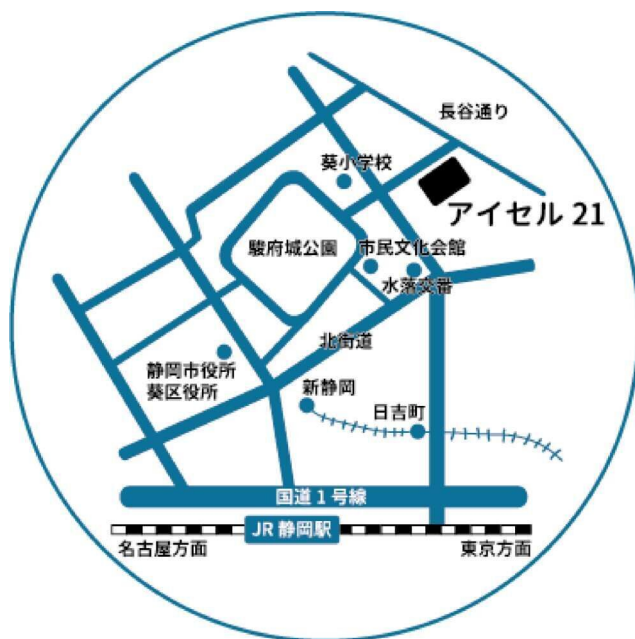 長谷通り
葵小学校
アイセル 21
駿府城公園
市民文化会館
水落交番
北街道
静岡市役所
葵区役所
新静岡
日吉町
国道1号線
JR 静岡駅
名古屋方面
東京方面